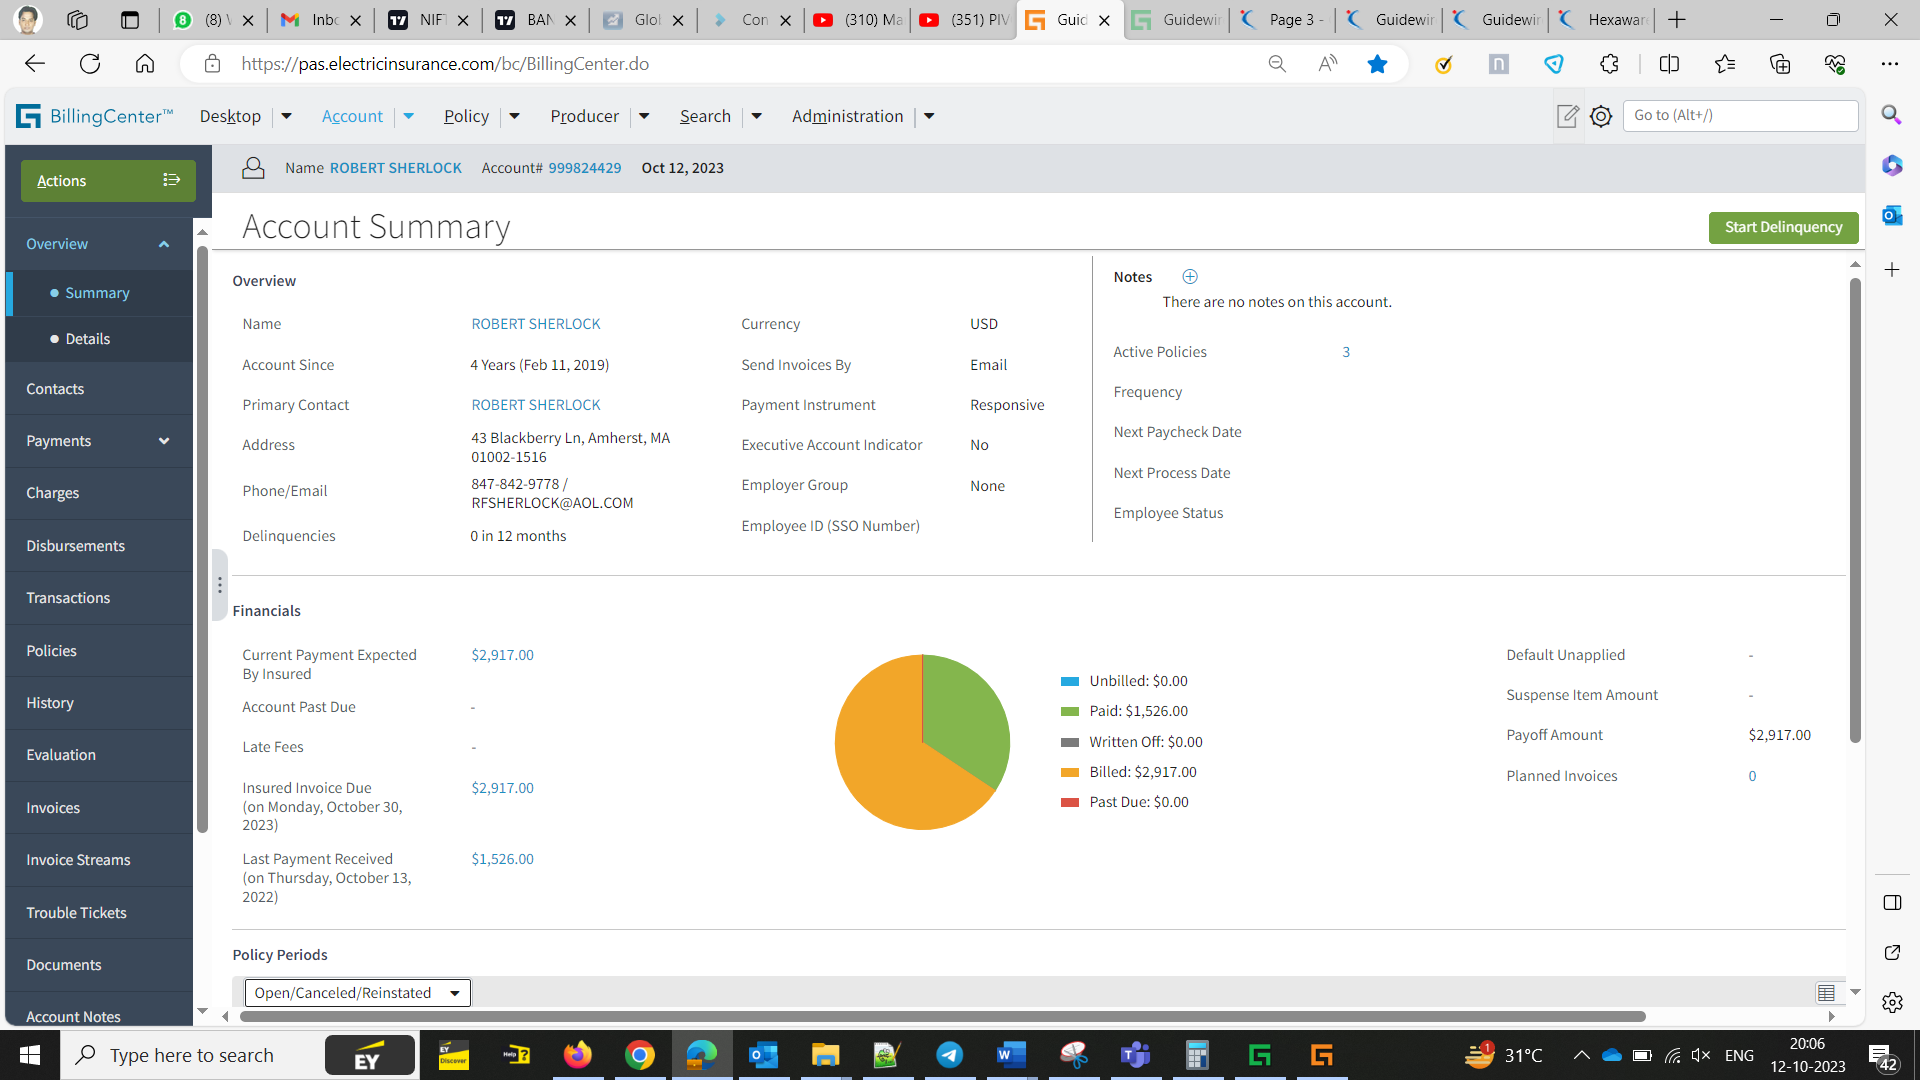 (8) W
Inbo
NIFT
BAN
Glob
Con
(310) Ma
(351) PIV
Guid
Guidewir
Page 3 -
Guidewir
Guidewir
Hexawar
https://pas.electricinsurance.com/bc/BillingCenter.do
BillingCenter™ Desktop Account Policy Producer Search Administration Go to (Alt+/)
Actions
Name ROBERT SHERLOCK Account# 999824429 Oct 12, 2023
Account Summary
Start Delinquency
Overview
Summary
Details
Contacts
Payments
Charges
Disbursements
Transactions
Policies
History
Evaluation
Invoices
Invoice Streams
Trouble Tickets
Documents
Account Notes
Overview
Name ROBERT SHERLOCK
Account Since 4 Years (Feb 11, 2019)
Primary Contact ROBERT SHERLOCK
Address 43 Blackberry Ln, Amherst, MA
01002-1516
Phone/Email 847-842-9778 /
RFSHERLOCK@AOL.COM
Delinquencies 0 in 12 months
Currency USD
Send Invoices By Email
Payment Instrument Responsive
Executive Account Indicator No
Employer Group None
Employee ID (SSO Number)
Notes
There are no notes on this account.
Active Policies 3
Frequency
Next Paycheck Date
Next Process Date
Employee Status
Financials
Current Payment Expected $2,917.00
By Insured
Account Past Due -
Late Fees -
Insured Invoice Due $2,917.00
(on Monday, October 30,
2023)
Last Payment Received $1,526.00
(on Thursday, October 13,
2022)
Unbilled: $0.00
Paid: $1,526.00
Written Off: $0.00
Billed: $2,917.00
Past Due: $0.00
Default Unapplied -
Suspense Item Amount -
Payoff Amount $2,917.00
Planned Invoices 0
Policy Periods
Open/Canceled/Reinstated
Type here to search
EY
EY
Discover
Help ?
1
31°C
ENG
20:06
12-10-2023
42